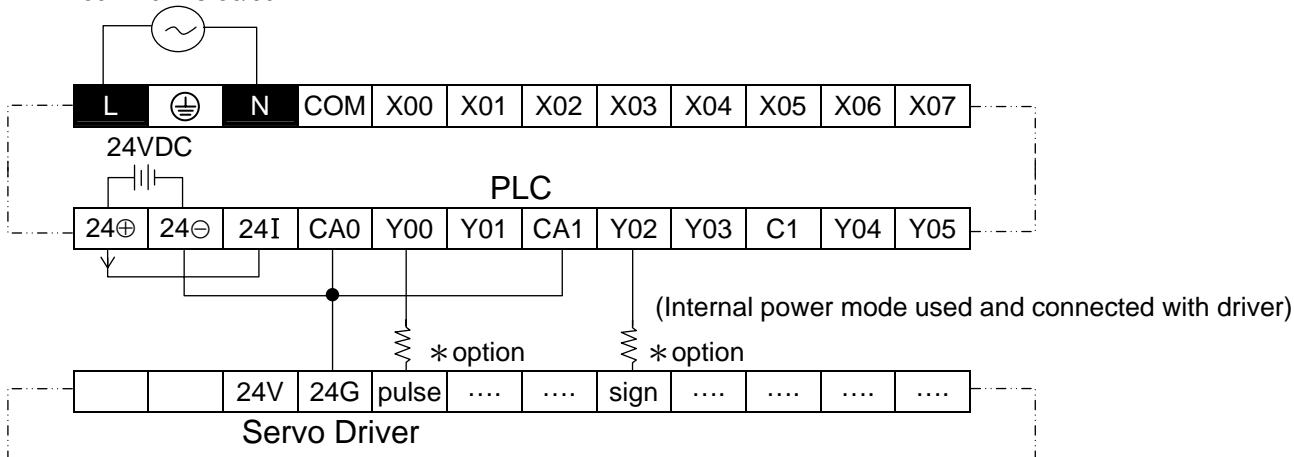 L N COM X00 X01 X02 X03 X04 X05 X06 X07
24VDC
PLC
24⊕ 24⊖ 24I CA0 Y00 Y01 CA1 Y02 Y03 C1 Y04 Y05
(Internal power mode used and connected with driver)
*option *option
24V 24G pulse ···· ···· sign ···· ···· ···· ····
Servo Driver